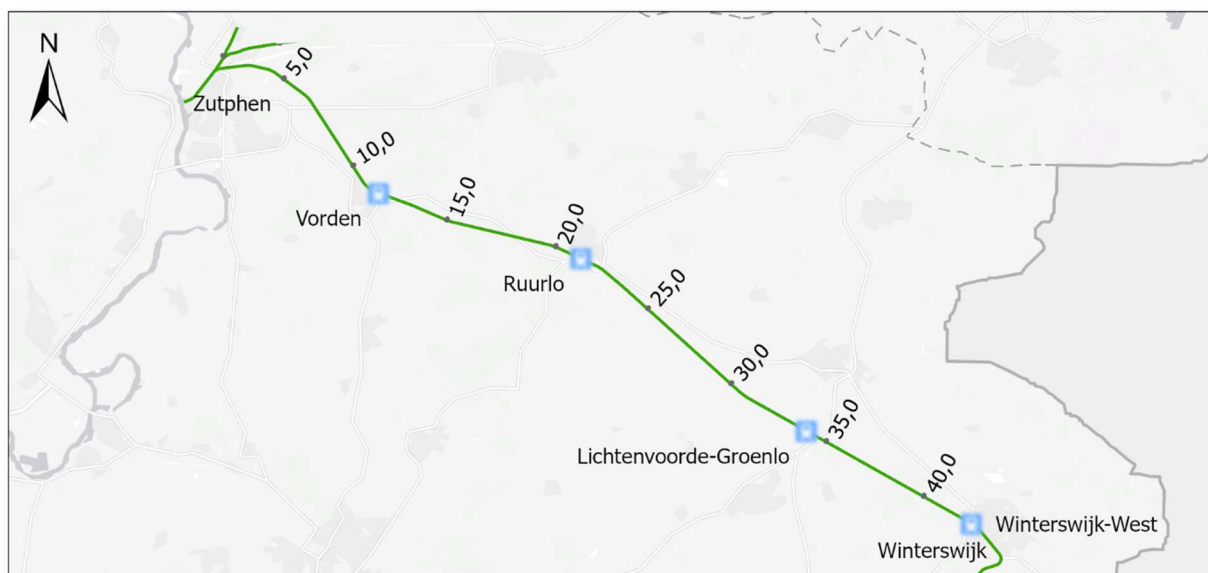 N
5,0
Zutphen
10,0
Vorden
15,0
20,0
Ruurlo
25,0
30,0
35,0
Lichtenvoorde-Groenlo
40,0
Winterswijk-West
Winterswijk